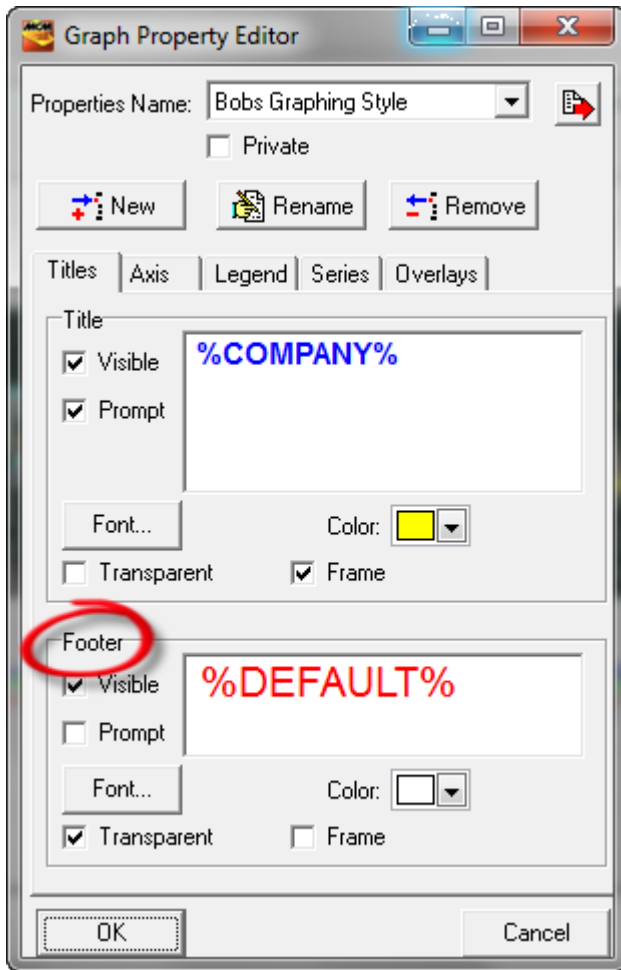 MCM Graph Property Editor
Properties Name: Bobs Graphing Style
Private
New Rename Remove
Titles Axis Legend Series Overlays
Title
Visible %COMPANY%
Prompt
Font... Color:
Transparent Frame
Footer
Visible %DEFAULT%
Prompt
Font... Color:
Transparent Frame
OK Cancel